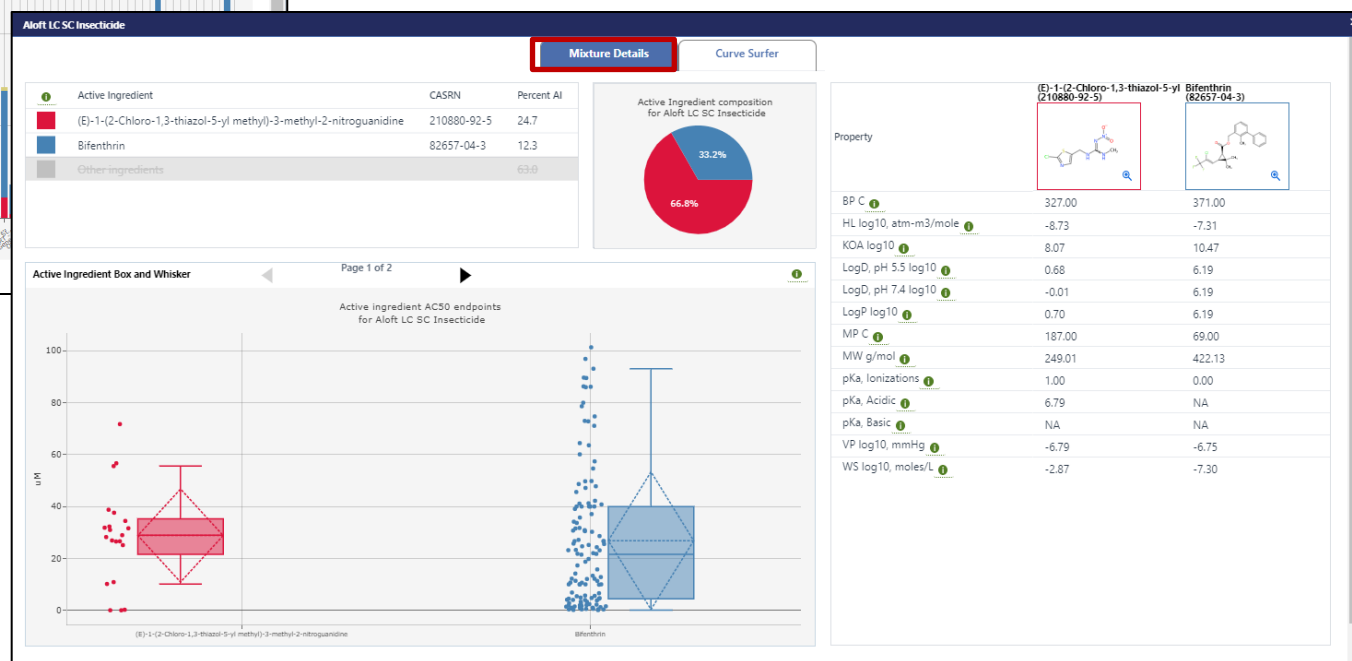 Aloft LC SC Insecticide
Mixture Details
Curve Surfer
Active Ingredient CASRN Percent AI
(E)-1-(2-Chloro-1,3-thiazol-5-yl methyl)-3-methyl-2-nitroguanidine 210880-92-5 24.7
Bifenthrin 82657-04-3 12.3
Other ingredients 63.0
Active Ingredient composition
for Aloft LC SC Insecticide
33.2%
66.8%
Active Ingredient Box and Whisker
Page 1 of 2
Active ingredient AC50 endpoints
for Aloft LC SC Insecticide
100
80
60
40
20
0
uM
(E)-1-(2-Chloro-1,3-thiazol-5-yl methyl)-3-methyl-2-nitroguanidine
Bifenthrin
(E)-1-(2-Chloro-1,3-thiazol-5-yl Bifenthrin
(210880-92-5) (82657-04-3)
Property
BP C 327.00 371.00
HL log10, atm-m3/mole -8.73 -7.31
KOA log10 8.07 10.47
LogD, pH 5.5 log10 0.68 6.19
LogD, pH 7.4 log10 -0.01 6.19
LogP log10 0.70 6.19
MP C 187.00 69.00
MW g/mol 249.01 422.13
pKa, Ionizations 1.00 0.00
pKa, Acidic 6.79 NA
pKa, Basic NA NA
VP log10, mmHg -6.79 -6.75
WS log10, moles/L -2.87 -7.30